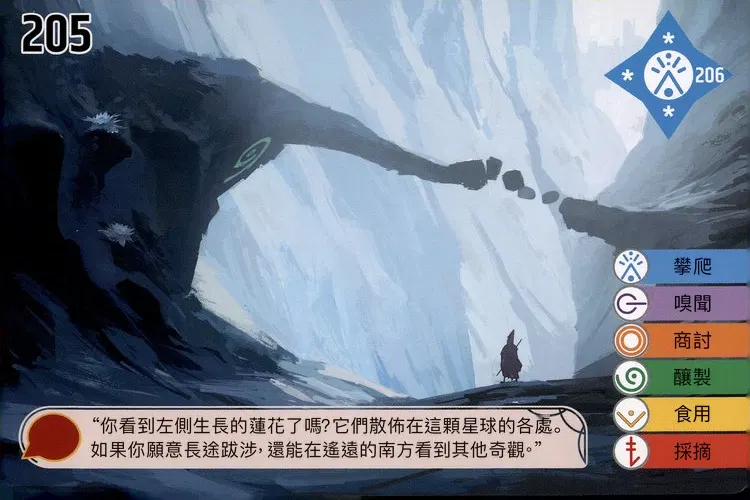 205
206
攀爬
嗅聞
商討
釀製
食用
採摘
“你看到左側生長的蓮花了嗎?它們散佈在這顆星球的各處。
如果你願意長途跋涉,還能在遙遠的南方看到其他奇觀。”